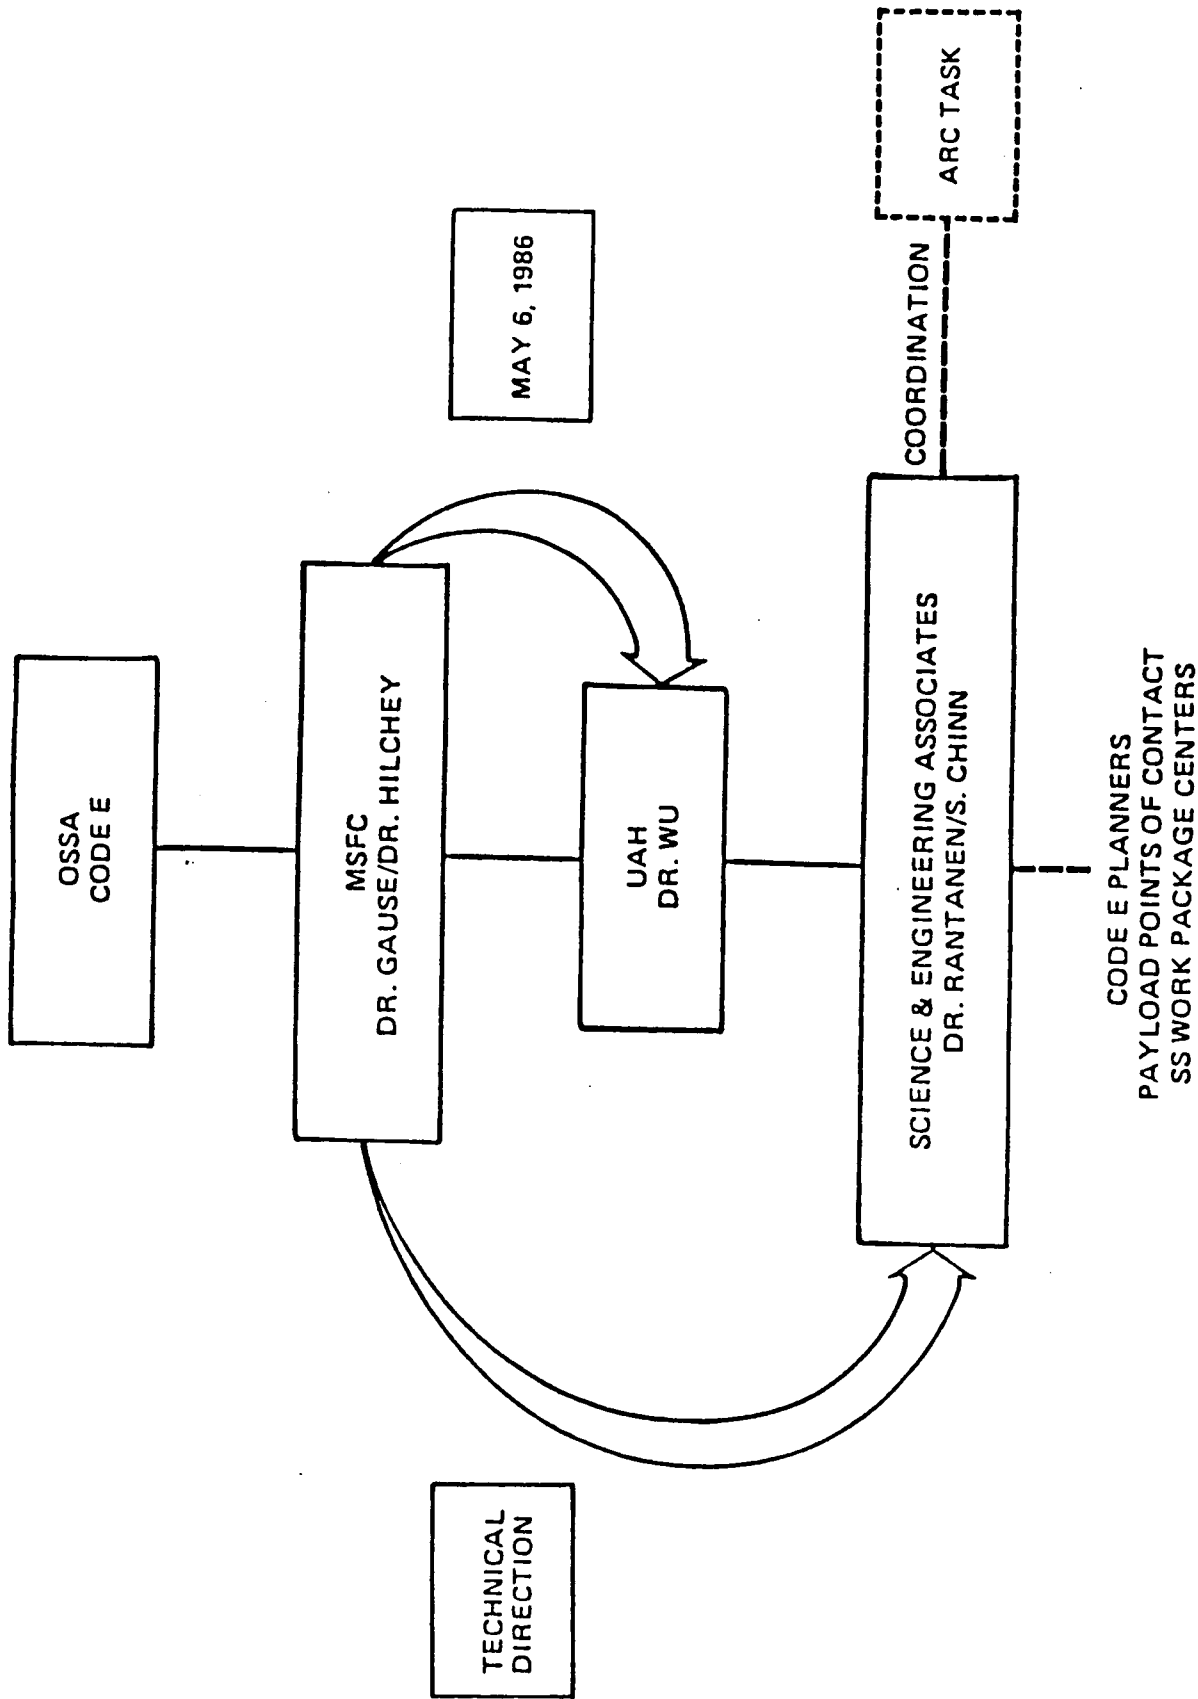 OSSA
CODE E
MSFC
DR. GAUSE/DR. HILCHEY
TECHNICAL
DIRECTION
MAY 6, 1986
UAH
DR. WU
SCIENCE & ENGINEERING ASSOCIATES
DR. RANTANEN/S. CHINN
COORDINATION
ARC TASK
CODE E PLANNERS
PAYLOAD POINTS OF CONTACT
SS WORK PACKAGE CENTERS